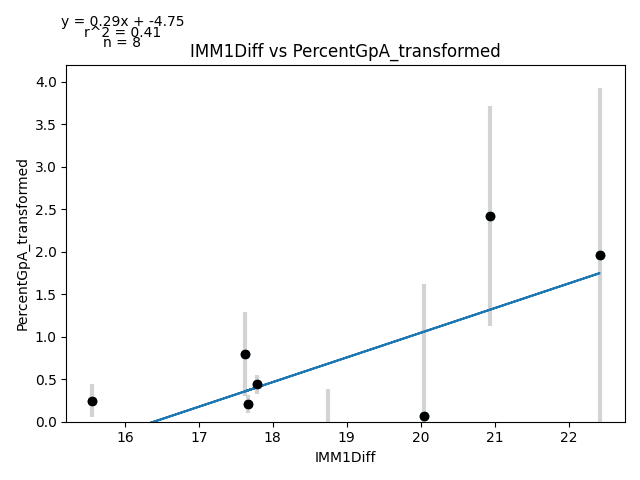 y = 0.29x + -4.75
r^2 = 0.41
n = 8
IMM1Diff vs PercentGpA_transformed
PercentGpA_transformed
4.0
3.5
3.0
2.5
2.0
1.5
1.0
0.5
0.0
16 17 18 19 20 21 22
IMM1Diff